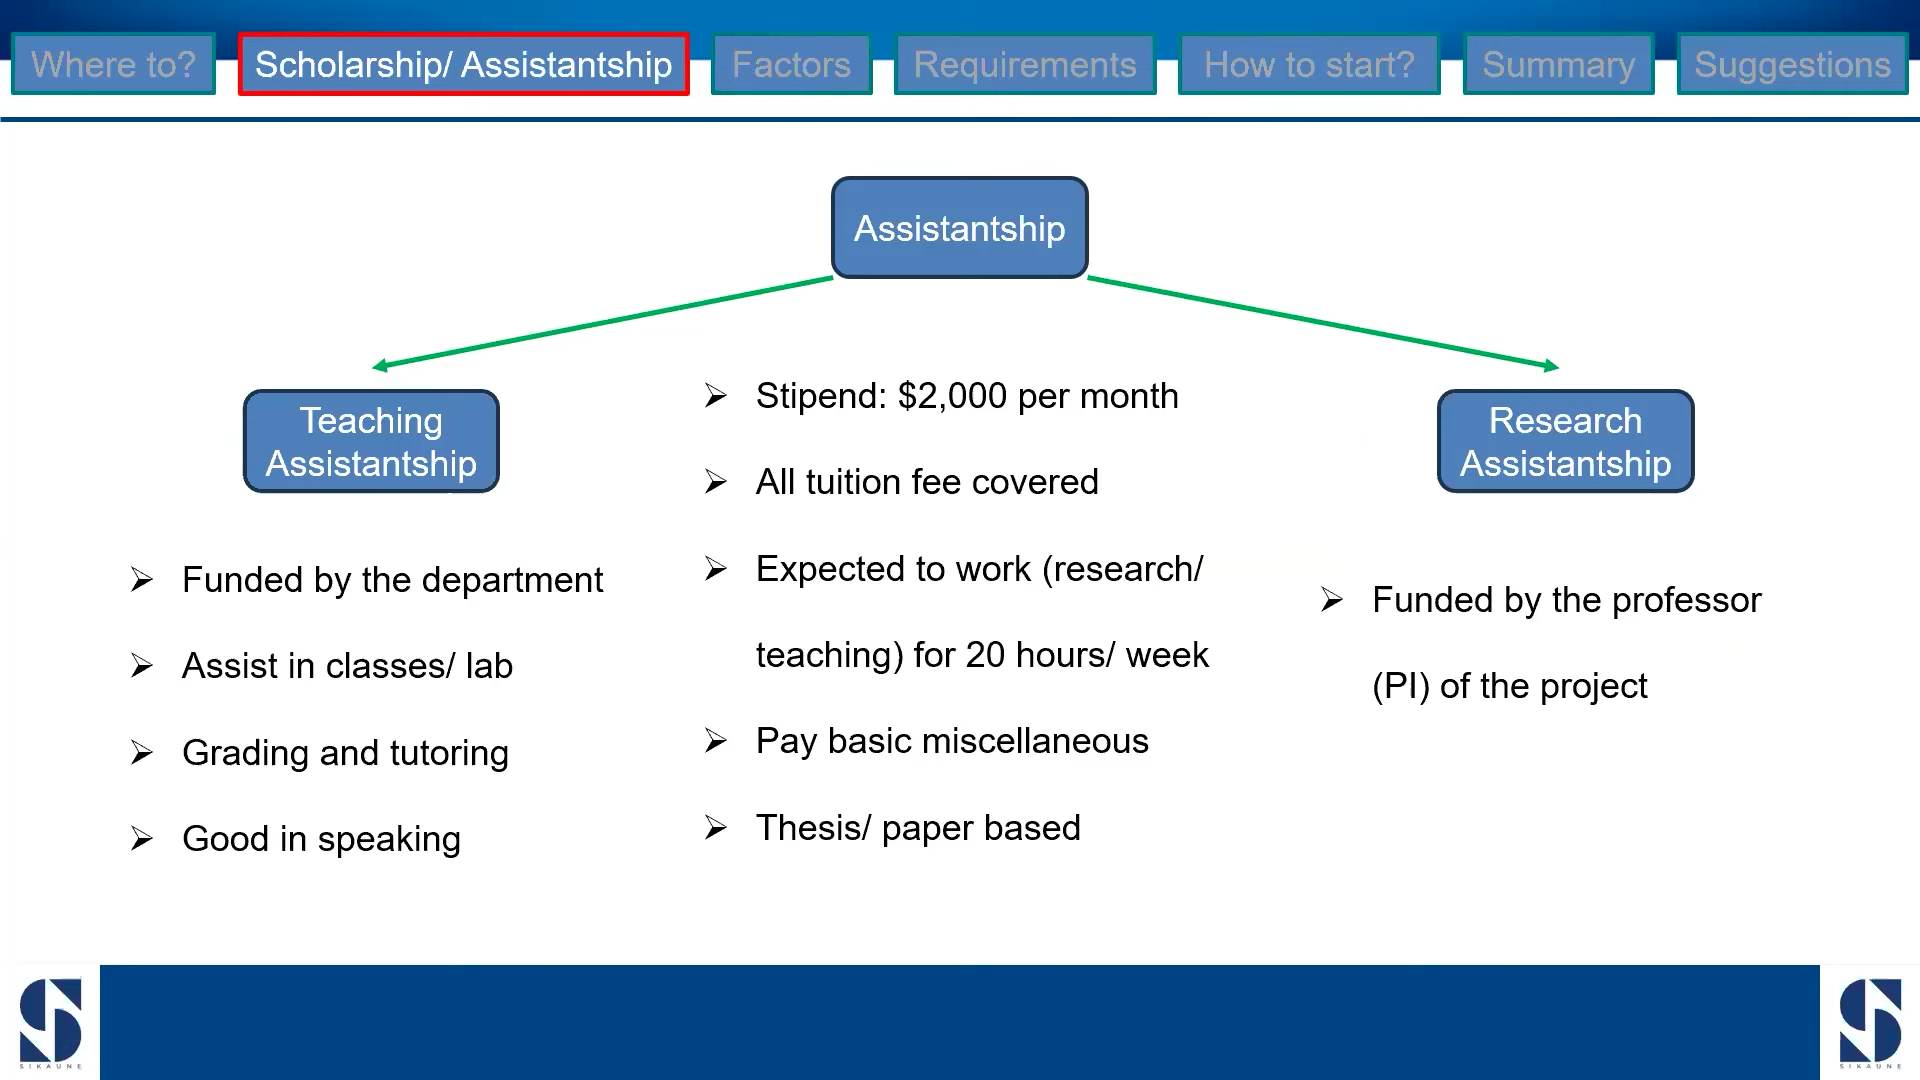 Where to?
Scholarship/ Assistantship
Factors
Requirements
How to start?
Summary
Suggestions
Assistantship
Teaching
Assistantship
➢ Funded by the department
➢ Assist in classes/ lab
➢ Grading and tutoring
➢ Good in speaking
➢ Stipend: $2,000 per month
➢ All tuition fee covered
➢ Expected to work (research/
teaching) for 20 hours/ week
➢ Pay basic miscellaneous
➢ Thesis/ paper based
Research
Assistantship
➢ Funded by the professor
(PI) of the project
SIKAUNE
SIKAUNE